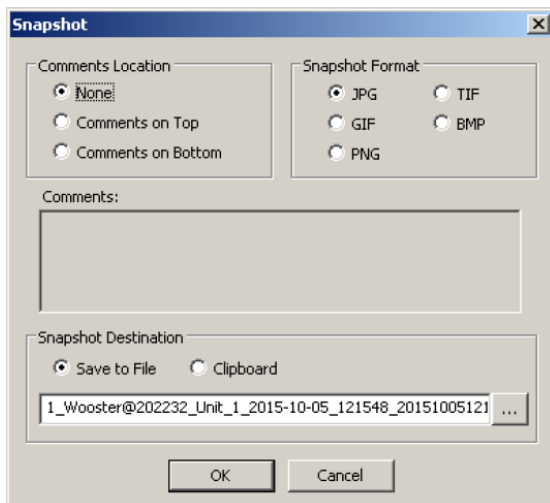 Snapshot
Comments Location
None
Comments on Top
Comments on Bottom
Snapshot Format
JPG
TIF
GIF
BMP
PNG
Comments:
Snapshot Destination
Save to File
Clipboard
1_Wooster@202232_Unit_1_2015-10-05_121548_20151005121
...
OK
Cancel